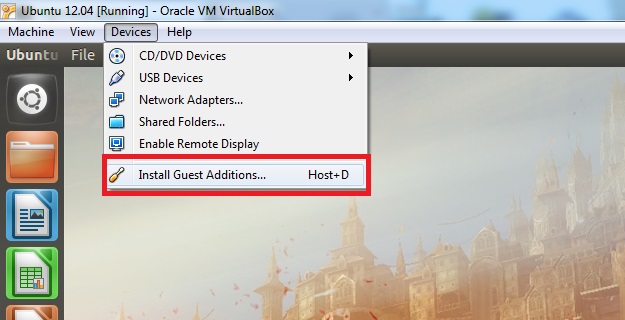 Ubuntu 12.04 [Running] - Oracle VM VirtualBox
Machine View Devices Help
Ubuntu File
CD/DVD Devices
USB Devices
Network Adapters...
Shared Folders...
Enable Remote Display
Install Guest Additions... Host+D